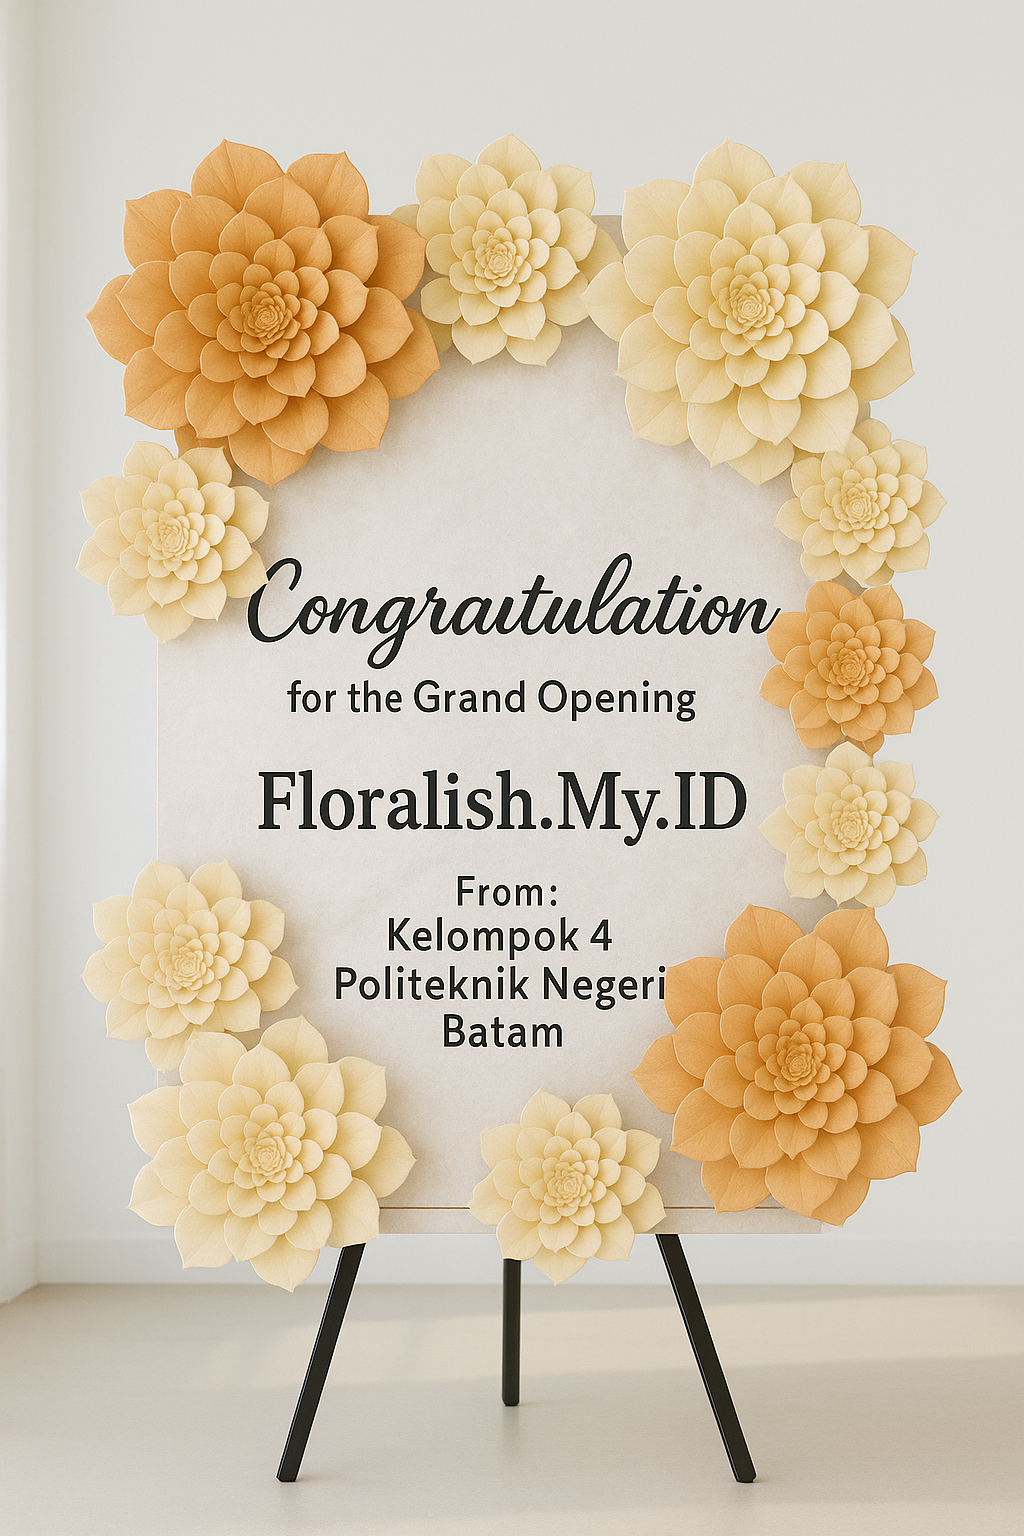 Congraitulation
for the Grand Opening
Floralish.My.ID
From:
Kelompok 4
Politeknik Negeri
Batam